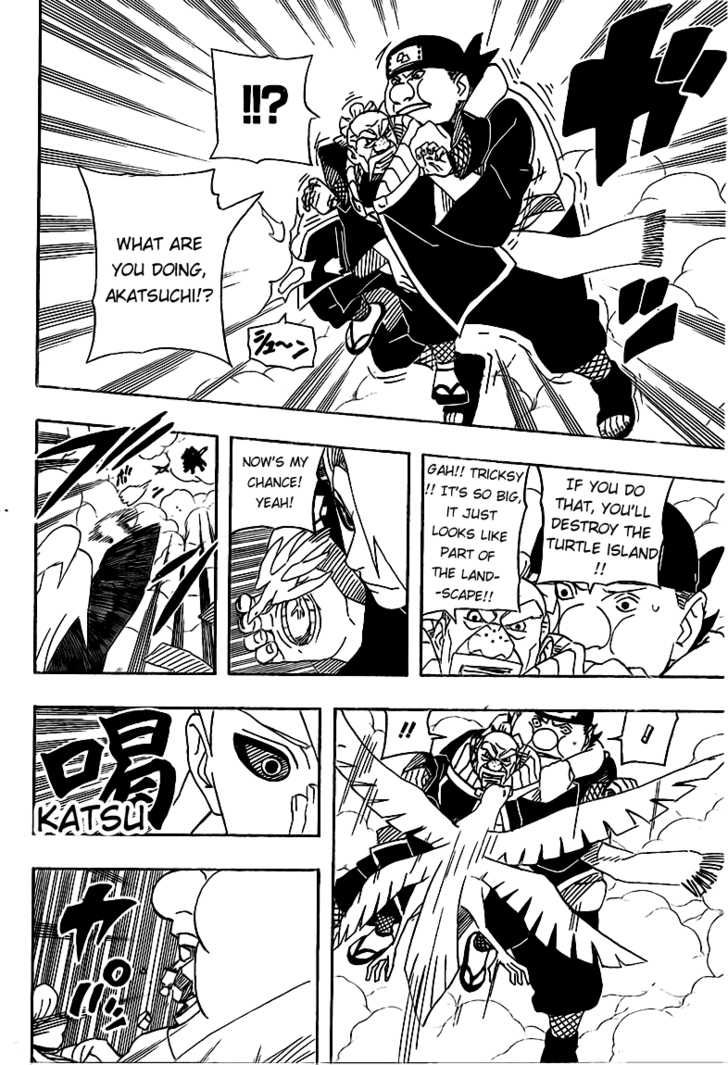 !!?
WHAT ARE
YOU DOING,
AKATSUCHI!?
シュ〜ン
IF YOU DO
THAT, YOU'LL
DESTROY THE
TURTLE ISLAND
!!
GAH!! TRICKSY
!! IT'S SO BIG,
IT JUST
LOOKS LIKE
PART OF
THE LAND-
-SCAPE!!
NOW'S MY
CHANCE!
YEAH!
!
!!
喝
KATSU